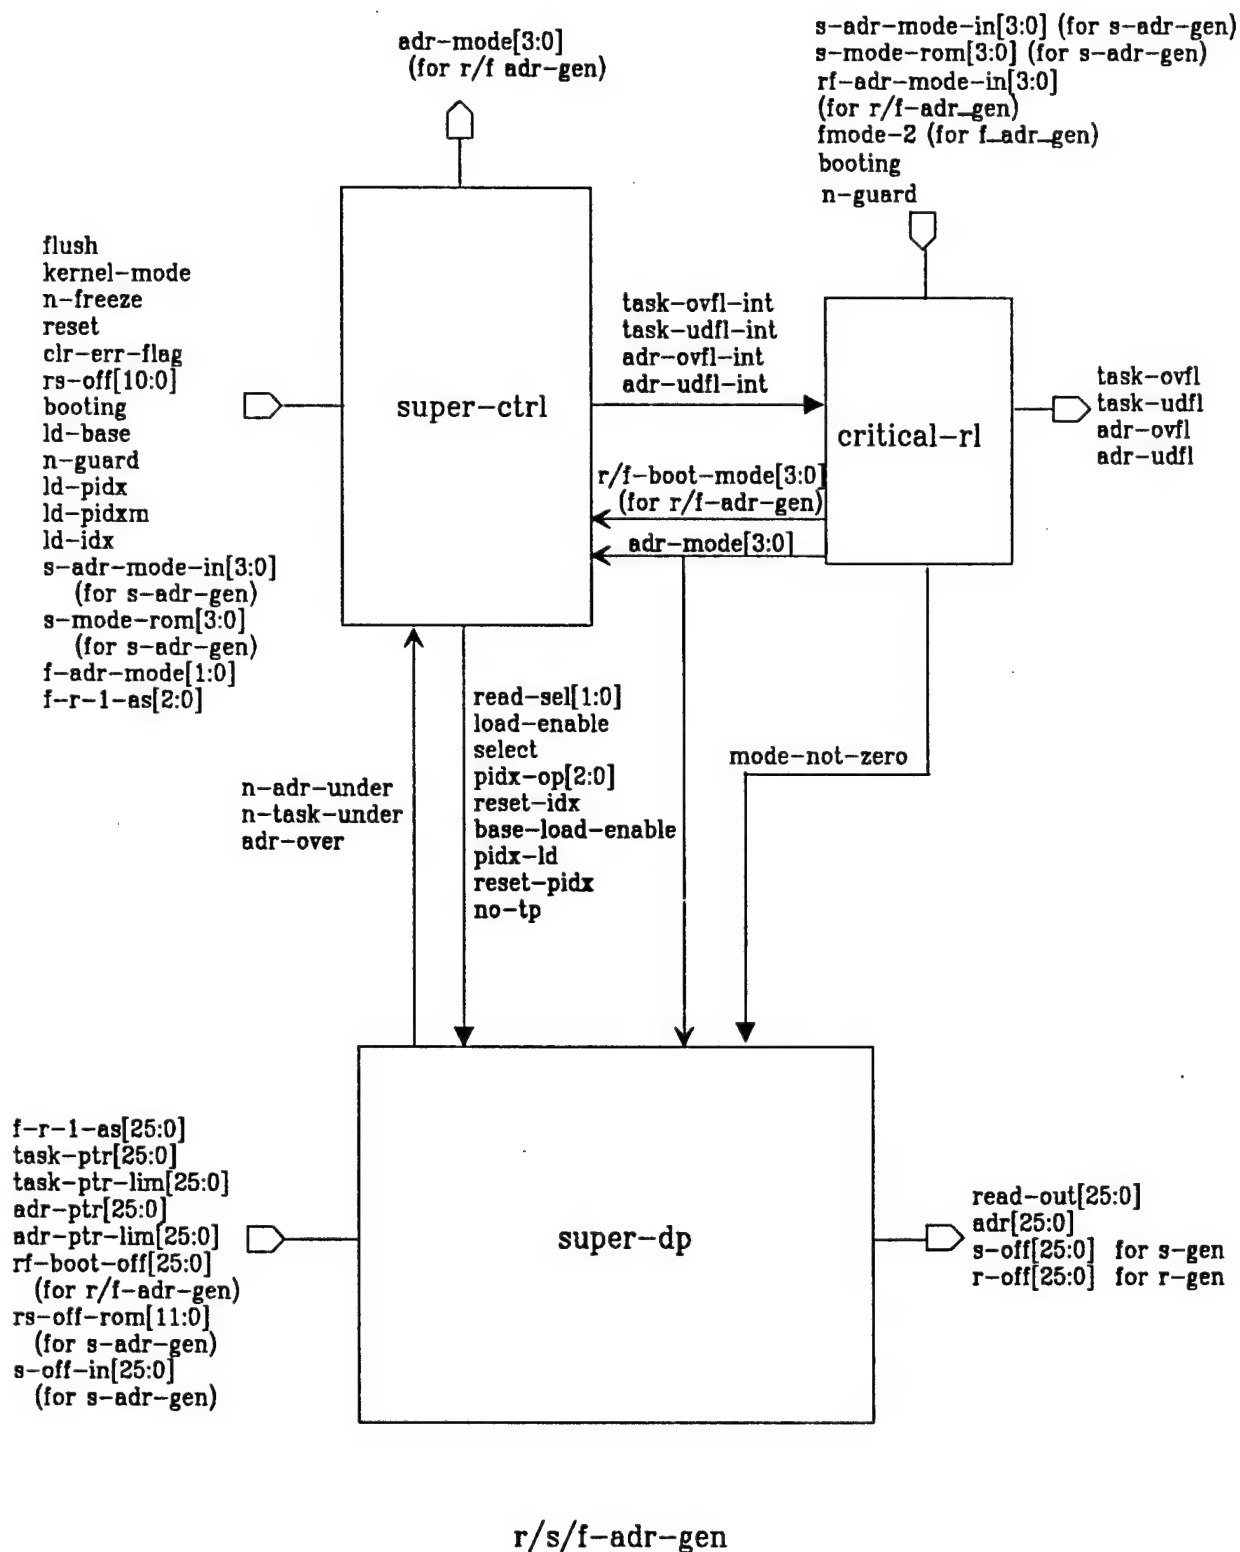 adr-mode[3:0]
(for r/f adr-gen)
s-adr-mode-in[3:0] (for s-adr-gen)
s-mode-rom[3:0] (for s-adr-gen)
rf-adr-mode-in[3:0]
(for r/f-adr_gen)
fmode-2 (for f_adr_gen)
booting
n-guard
flush
kernel-mode
n-freeze
reset
clr-err-flag
rs-off[10:0]
booting
ld-base
n-guard
ld-pidx
ld-pidxm
ld-idx
s-adr-mode-in[3:0]
(for s-adr-gen)
s-mode-rom[3:0]
(for s-adr-gen)
f-adr-mode[1:0]
f-r-1-as[2:0]
super-ctrl
task-ovfl-int
task-udfl-int
adr-ovfl-int
adr-udfl-int
r/f-boot-mode[3:0]
(for r/f-adr-gen)
adr-mode[3:0]
critical-rl
task-ovfl
task-udfl
adr-ovfl
adr-udfl
n-adr-under
n-task-under
adr-over
read-sel[1:0]
load-enable
select
pidx-op[2:0]
reset-idx
base-load-enable
pidx-ld
reset-pidx
no-tp
mode-not-zero
f-r-1-as[25:0]
task-ptr[25:0]
task-ptr-lim[25:0]
adr-ptr[25:0]
adr-ptr-lim[25:0]
rf-boot-off[25:0]
(for r/f-adr-gen)
rs-off-rom[11:0]
(for s-adr-gen)
s-off-in[25:0]
(for s-adr-gen)
super-dp
read-out[25:0]
adr[25:0]
s-off[25:0] for s-gen
r-off[25:0] for r-gen
r/s/f-adr-gen